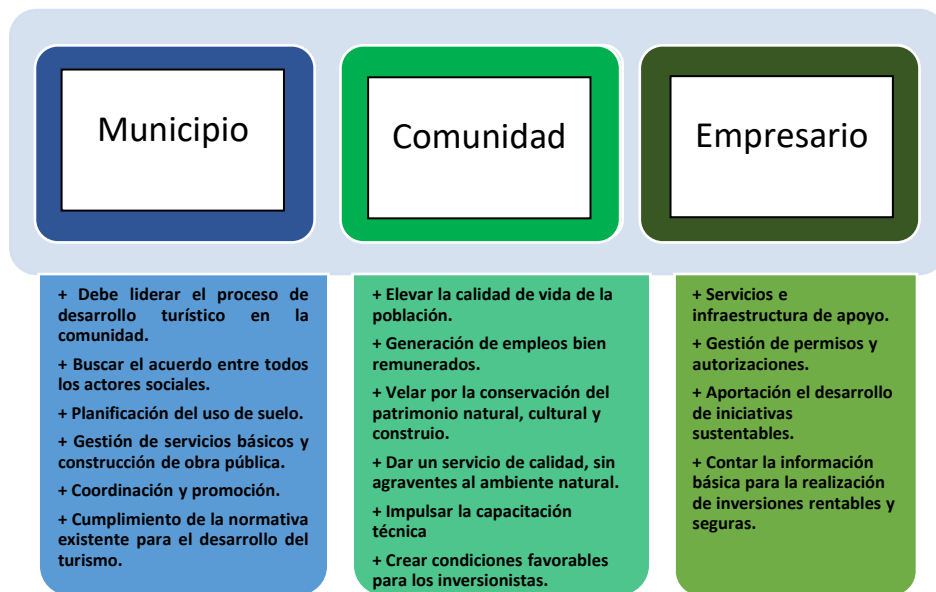 Municipio
Comunidad
Empresario
+ Debe liderar el proceso de
desarrollo turístico en la
comunidad.
+ Buscar el acuerdo entre todos
los actores sociales.
+ Planificación del uso de suelo.
+ Gestión de servicios básicos y
construcción de obra pública.
+ Coordinación y promoción.
+ Cumplimiento de la normativa
existente para el desarrollo del
turismo.
+ Elevar la calidad de vida de la
población.
+ Generación de empleos bien
remunerados.
+ Velar por la conservación del
patrimonio natural, cultural y
construio.
+ Dar un servicio de calidad, sin
agraventes al ambiente natural.
+ Impulsar la capacitación
técnica
+ Crear condiciones favorables
para los inversionistas.
+ Servicios e
infraestructura de apoyo.
+ Gestión de permisos y
autorizaciones.
+ Aportación el desarrollo
de iniciativas
sustentables.
+ Contar la información
básica para la realización
de inversiones rentables y
seguras.